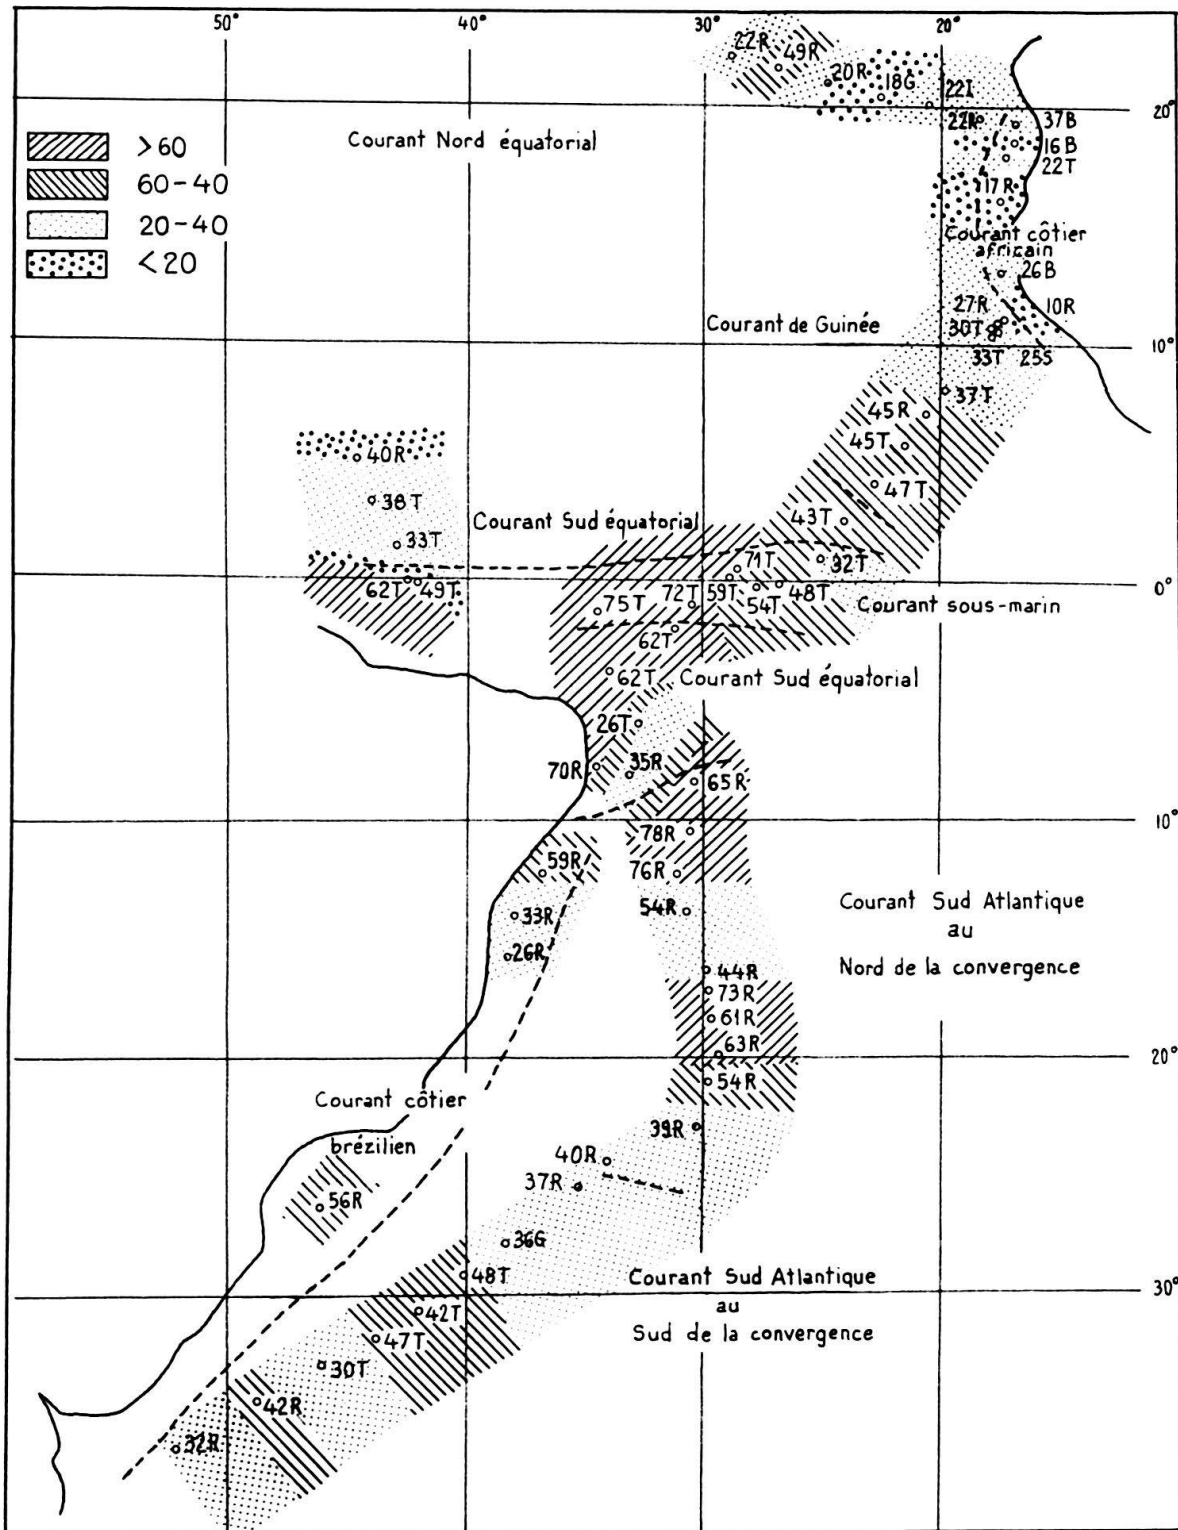 50° 40° 30° 20°
22R
49R
20R
18G
22I
20°
>60
60-40
20-40
<20
Courant Nord équatorial
22R
37B
16B
22T
17R
Courant côtier
africain
26B
27R
10R
30T
33T
25S
Courant de Guinée
10°
37T
45R
45T
47T
43T
40R
38T
33T
Courant Sud équatorial
71T
32T
62T
49T
75T
72T
59T
54T
48T
0°
Courant sous-marin
62T
62T
Courant Sud équatorial
26T
70R
35R
65R
10°
78R
59R
76R
54R
33R
26R
Courant Sud Atlantique
au
Nord de la convergence
44R
73R
61R
63R
20°
54R
Courant côtier
brézilien
39R
40R
37R
56R
36G
48T
Courant Sud Atlantique
au
Sud de la convergence
30°
42T
47T
30T
42R
32R